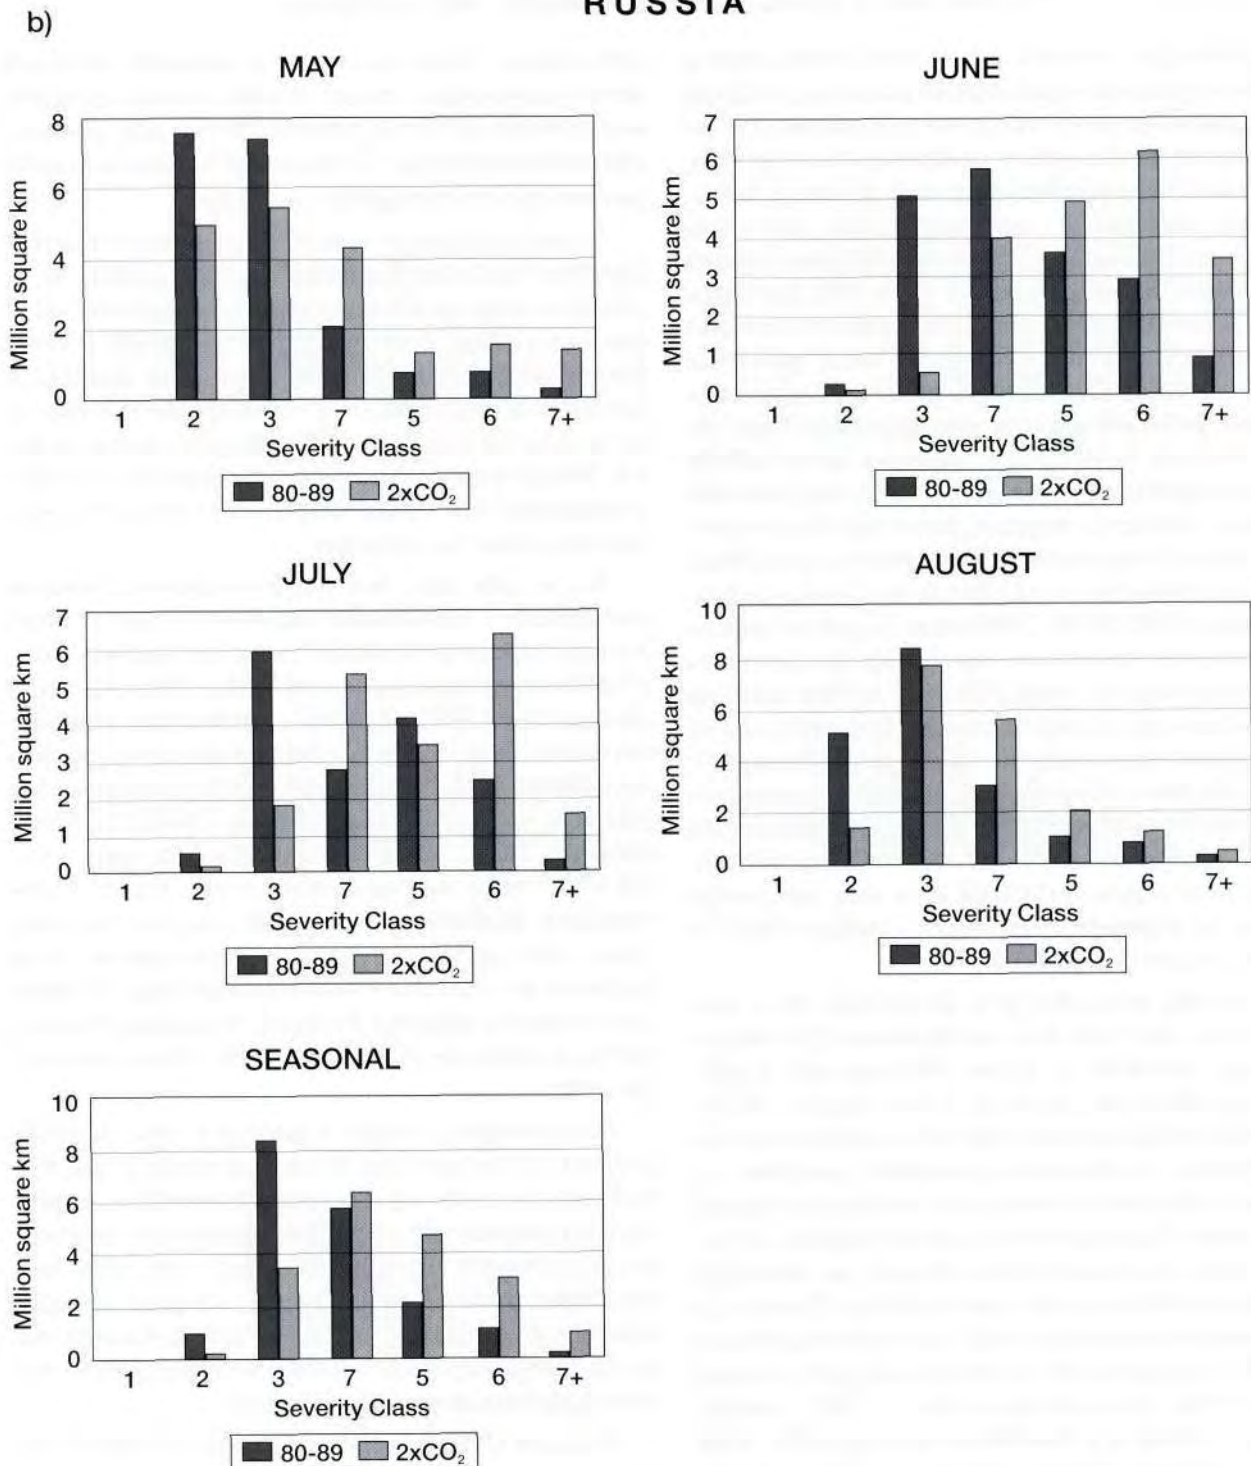 RUSSIA
b)
MAY
8
6
4
2
0
Million square km
1 2 3 7 5 6 7+
Severity Class
80-89 2xCO₂
JUNE
7
6
5
4
3
2
1
0
Million square km
1 2 3 7 5 6 7+
Severity Class
80-89 2xCO₂
JULY
7
6
5
4
3
2
1
0
Million square km
1 2 3 7 5 6 7+
Severity Class
80-89 2xCO₂
AUGUST
10
8
6
4
2
0
Million square km
1 2 3 7 5 6 7+
Severity Class
80-89 2xCO₂
SEASONAL
10
8
6
4
2
0
Million square km
1 2 3 7 5 6 7+
Severity Class
80-89 2xCO₂